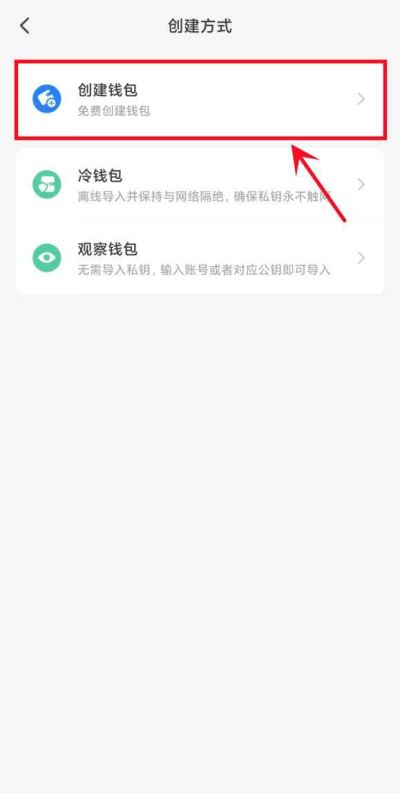 创建方式
创建钱包
免费创建钱包
冷钱包
离线导入并保持与网络隔绝，确保私钥永不触网
观察钱包
无需导入私钥，输入账号或者对应公钥即可导入